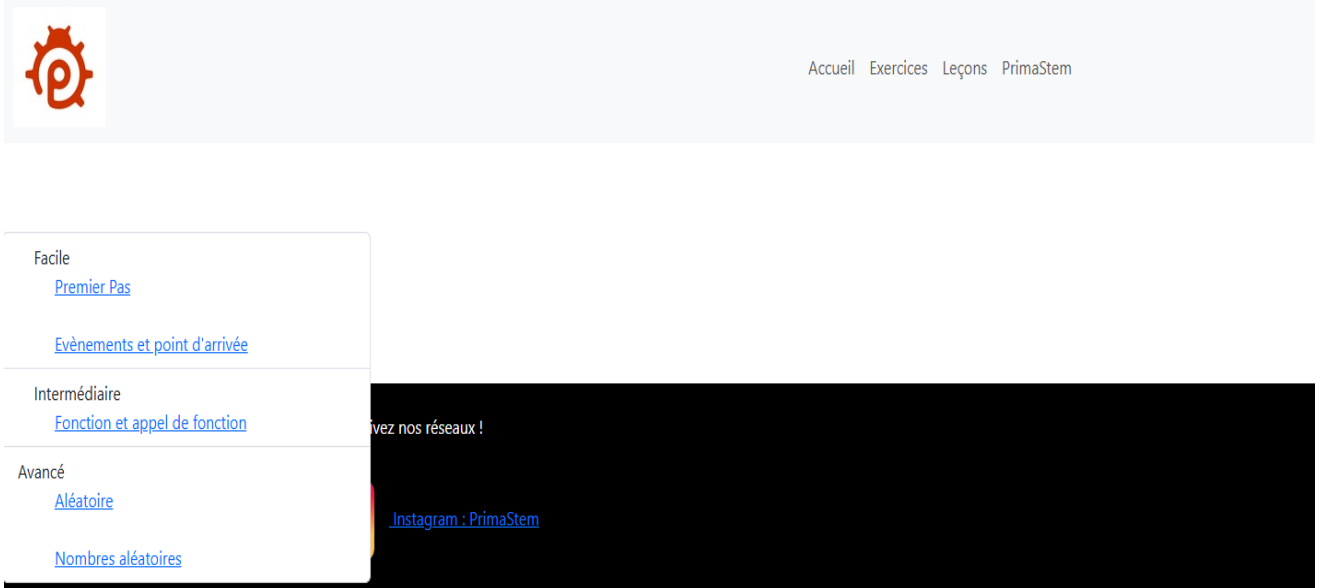 Accueil Exercices Leçons PrimaStem
Facile
Premier Pas
Evènements et point d'arrivée
Intermédiaire
Fonction et appel de fonction
Avancé
Aléatoire
Nombres aléatoires
nos réseaux !
Instagram : PrimaStem